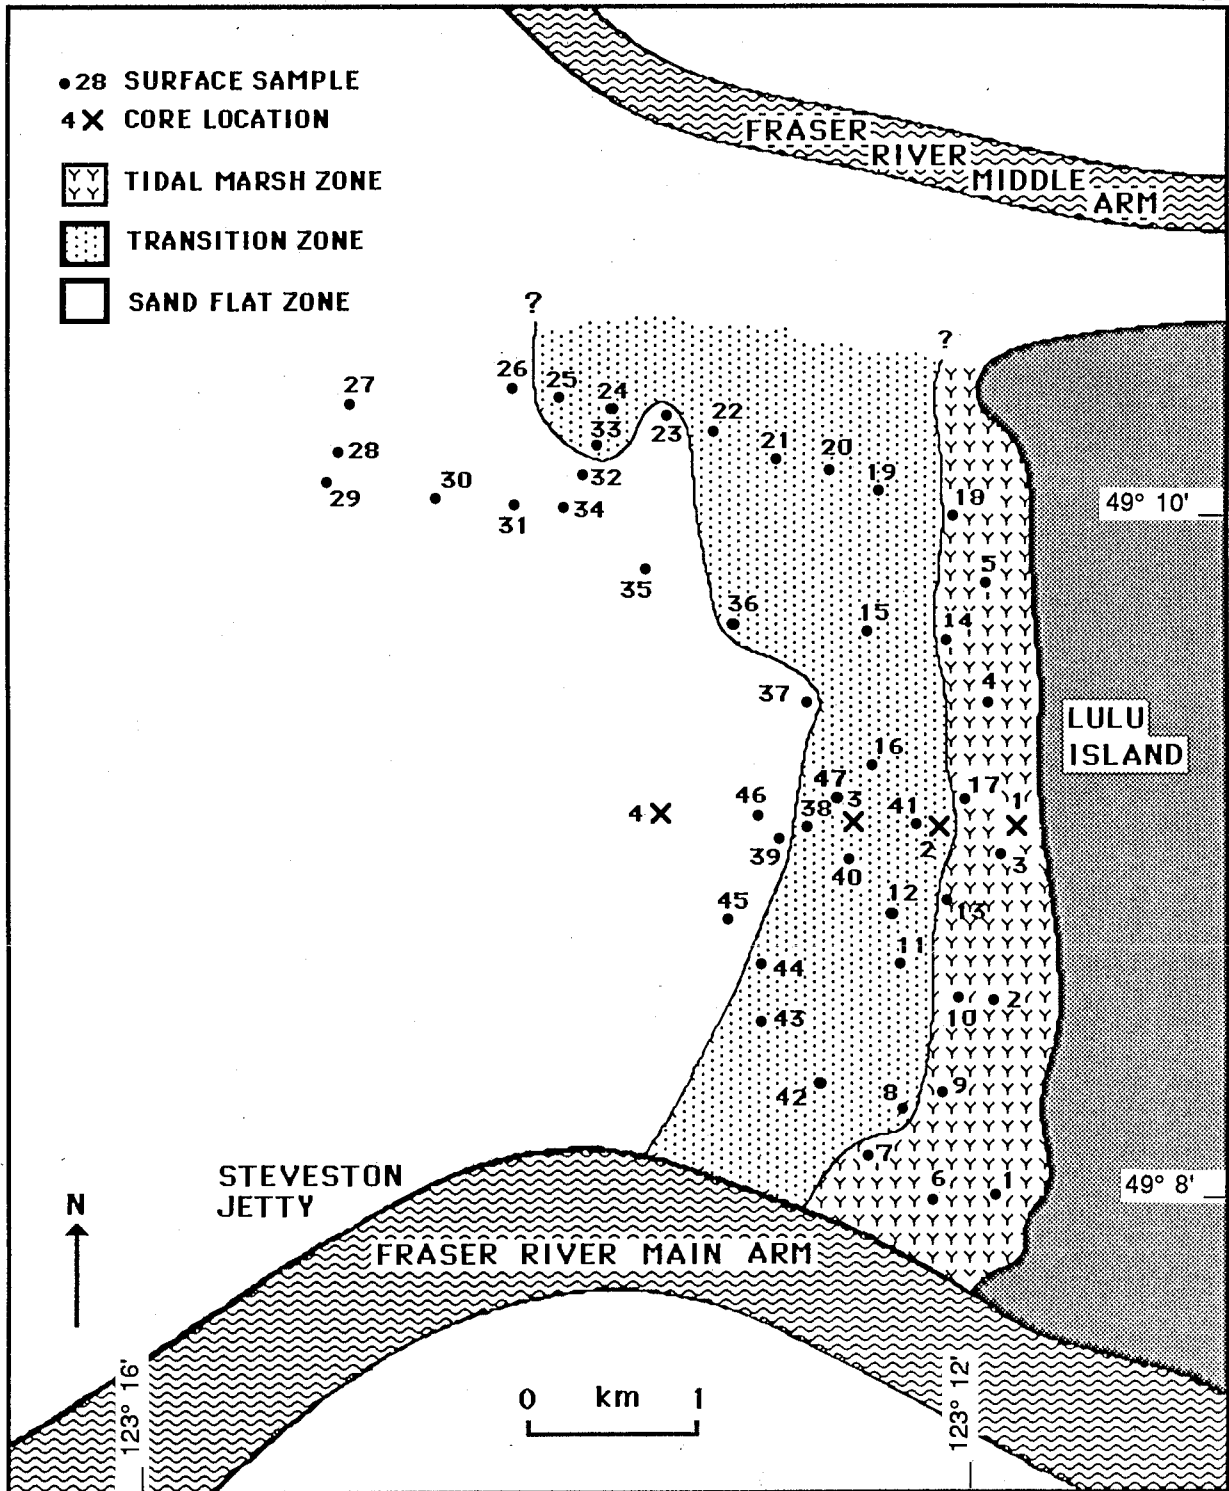 28 SURFACE SAMPLE
4 X CORE LOCATION
Y Y
Y Y
TIDAL MARSH ZONE
TRANSITION ZONE
SAND FLAT ZONE
FRASER
RIVER
MIDDLE
ARM
?
?
26
25
24
27
22
33
23
28
21
20
19
30
32
18
29
31
34
49° 10'
5
35
36
15
14
4
37
LULU
ISLAND
16
47
17
46
3
41
1
4 X
38
X
X
X
39
2
3
40
45
12
13
11
44
10
2
43
42
8
9
7
STEVESTON
JETTY
6
1
49° 8'
N
FRASER RIVER MAIN ARM
0 km 1
123° 16'
123° 12'